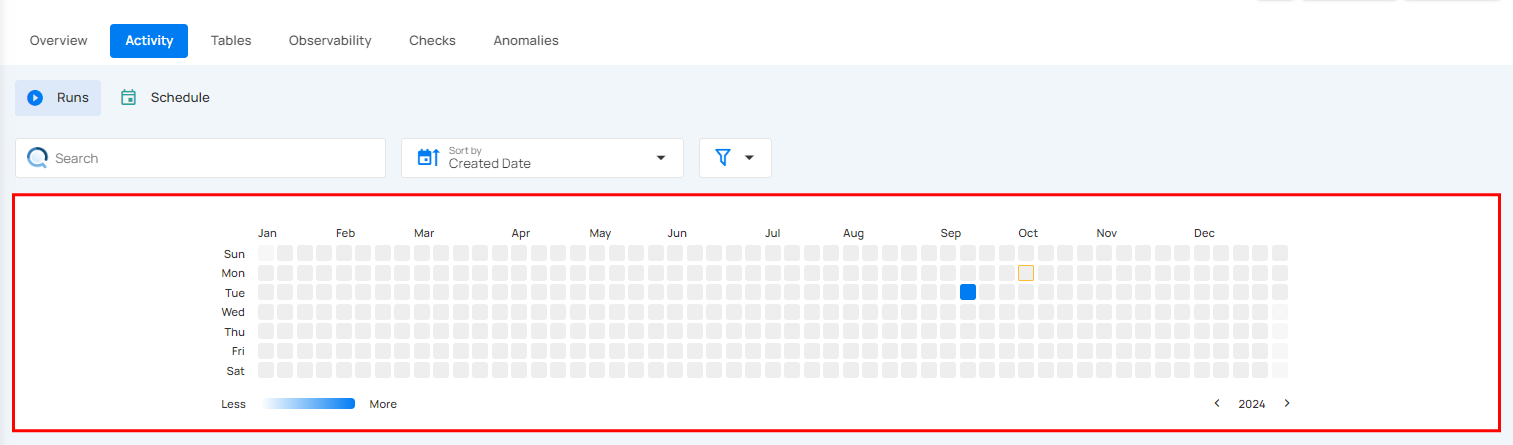 Overview Activity Tables Observability Checks Anomalies
Runs Schedule
Search
Sort by
Created Date
Jan Feb Mar Apr May Jun Jul Aug Sep Oct Nov Dec
Sun
Mon
Tue
Wed
Thu
Fri
Sat
Less More 2024